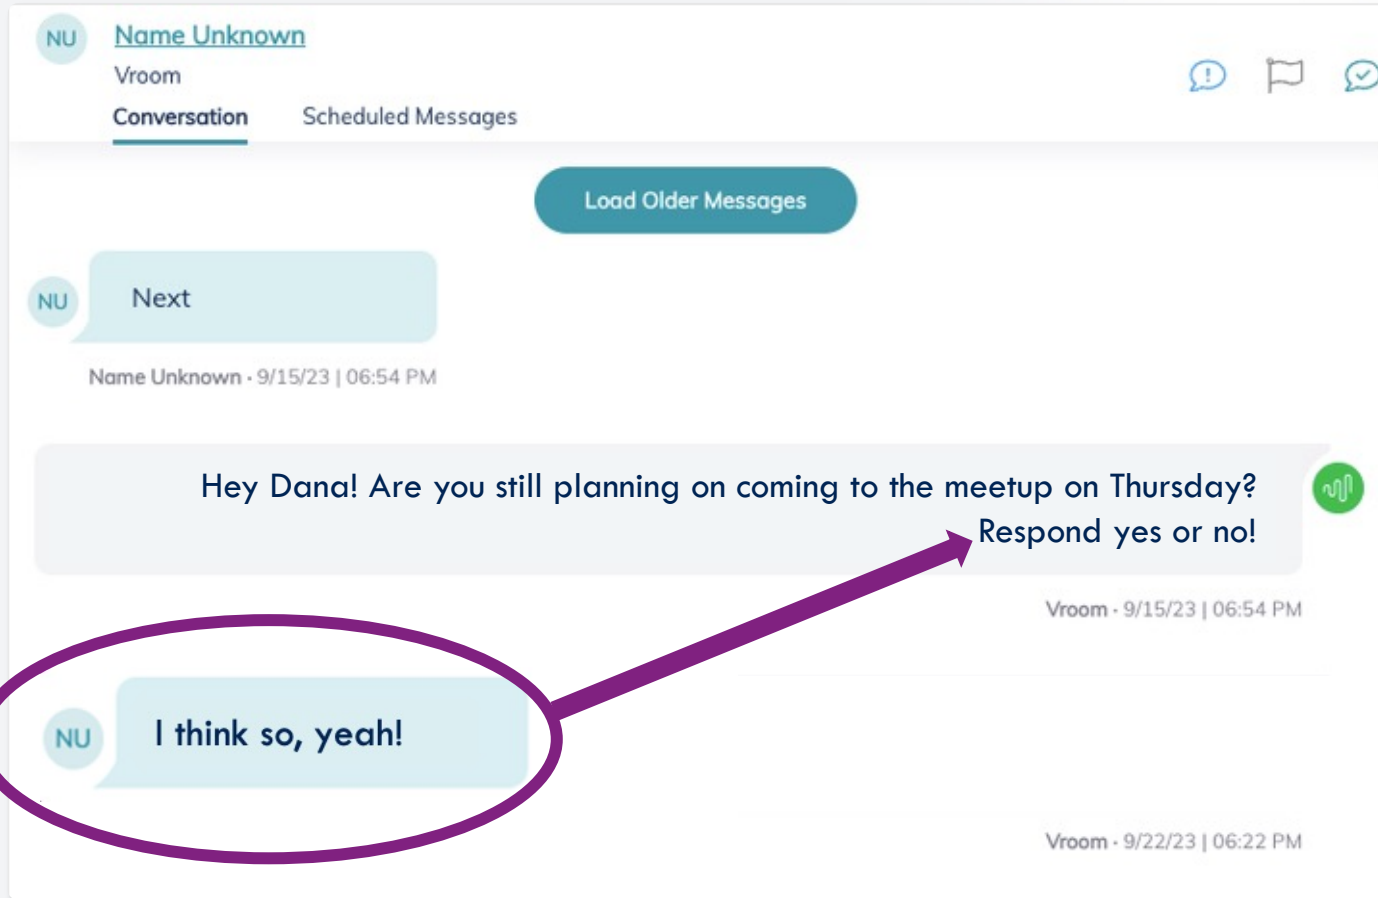 NU
Name Unknown
Vroom
Conversation Scheduled Messages
Load Older Messages
NU
Next
Name Unknown · 9/15/23 | 06:54 PM
Hey Dana! Are you still planning on coming to the meetup on Thursday?
Respond yes or no!
Vroom · 9/15/23 | 06:54 PM
NU
I think so, yeah!
Vroom · 9/22/23 | 06:22 PM